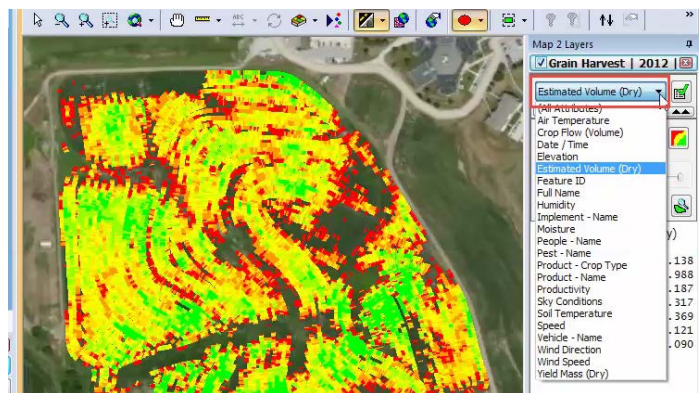 ABC
Map 2 Layers
Grain Harvest | 2012 |
Estimated Volume (Dry)
(All Attributes)
Air Temperature
Crop Flow (Volume)
Date / Time
Elevation
Estimated Volume (Dry)
Feature ID
Full Name
Humidity
Implement - Name
Moisture
People - Name
Pest - Name
Product - Crop Type
Product - Name
Productivity
Sky Conditions
Soil Temperature
Speed
Vehicle - Name
Wind Direction
Wind Speed
Yield Mass (Dry)
y)
.138
.988
.187
.317
.369
.121
.090